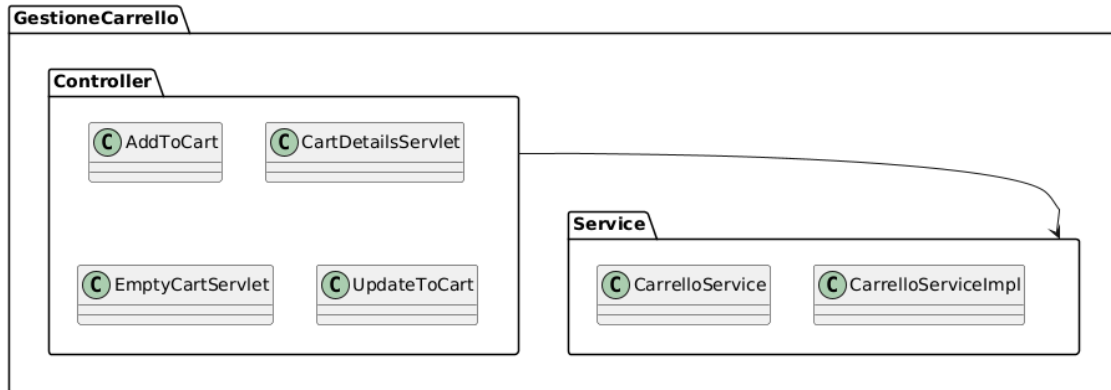 GestioneCarrello
Controller
C AddToCart
C CartDetailsServlet
C EmptyCartServlet
C UpdateToCart
Service
C CarrelloService
C CarrelloServiceImpl